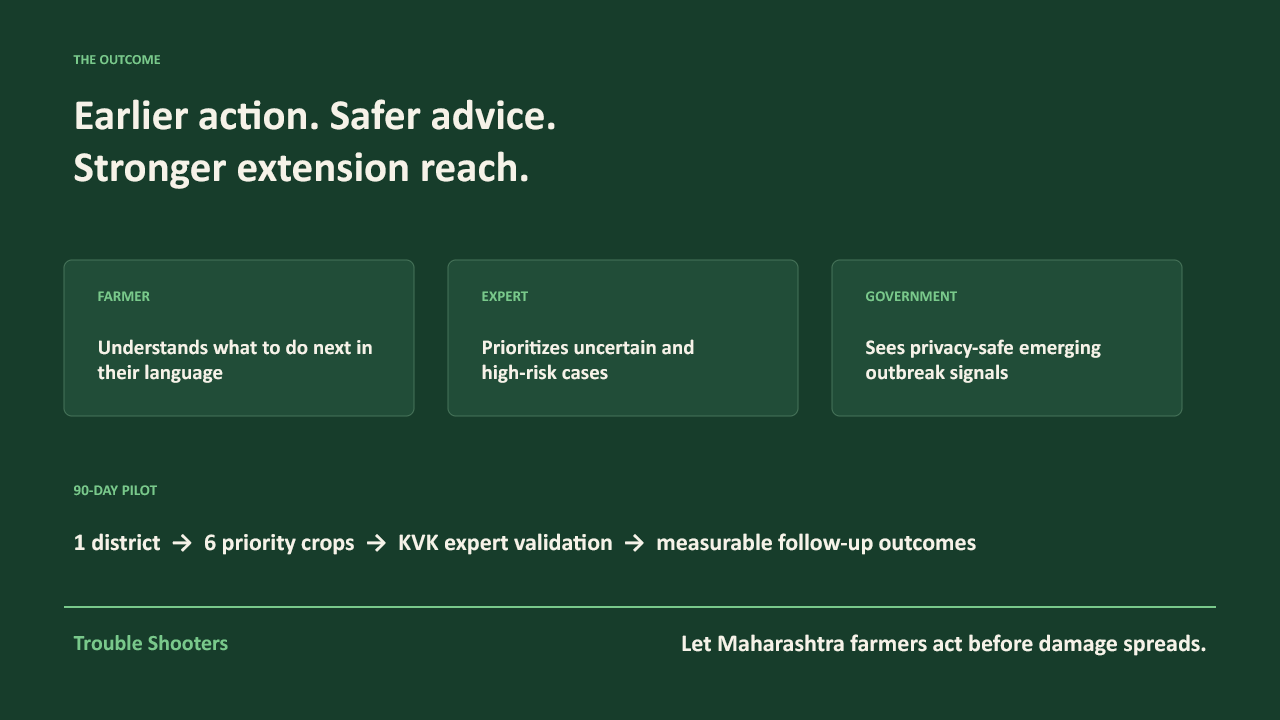 THE OUTCOME
Earlier action. Safer advice.
Stronger extension reach.
FARMER
Understands what to do next in
their language
EXPERT
Prioritizes uncertain and
high-risk cases
GOVERNMENT
Sees privacy-safe emerging
outbreak signals
90-DAY PILOT
1 district → 6 priority crops → KVK expert validation → measurable follow-up outcomes
Trouble Shooters
Let Maharashtra farmers act before damage spreads.